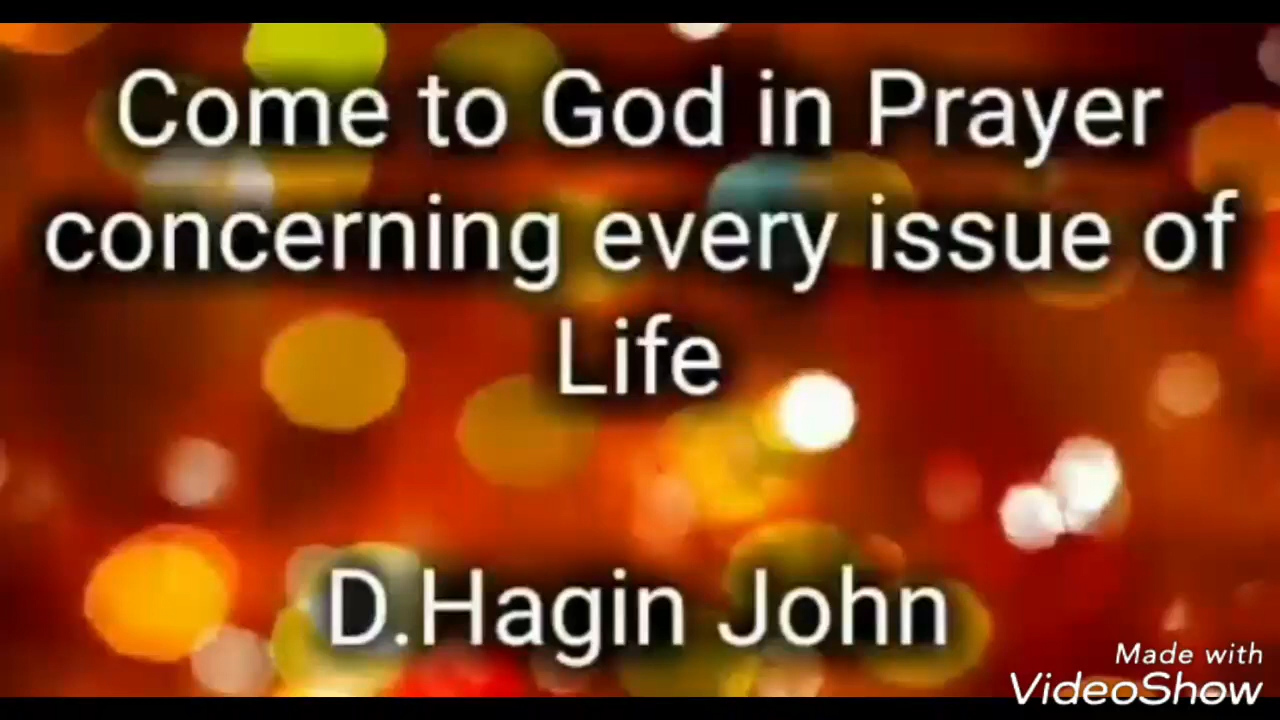 Come to God in Prayer
concerning every issue of
Life
D.Hagin John
Made with
VideoShow